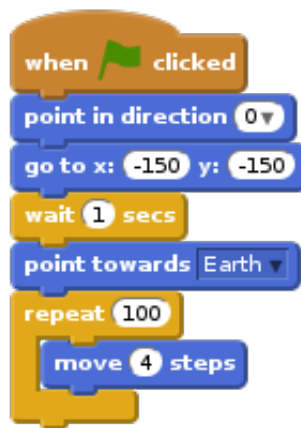 when clicked
point in direction 0
go to x: -150 y: -150
wait 1 secs
point towards Earth
repeat 100
move 4 steps